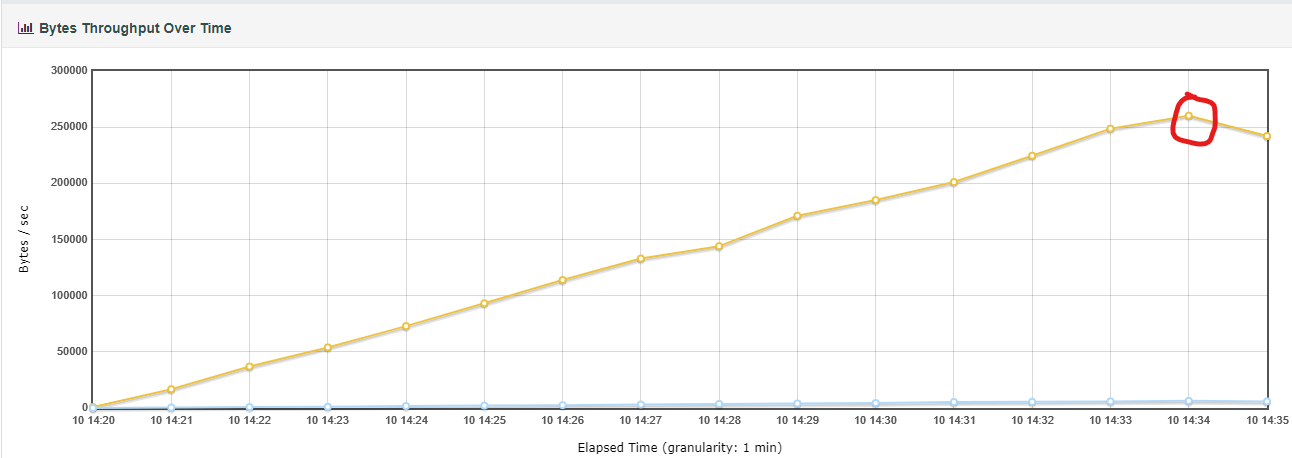 Bytes Throughput Over Time
300000
250000
200000
150000
100000
50000
0
Bytes / sec
10 14:20 10 14:21 10 14:22 10 14:23 10 14:24 10 14:25 10 14:26 10 14:27 10 14:28 10 14:29 10 14:30 10 14:31 10 14:32 10 14:33 10 14:34 10 14:35
Elapsed Time (granularity: 1 min)